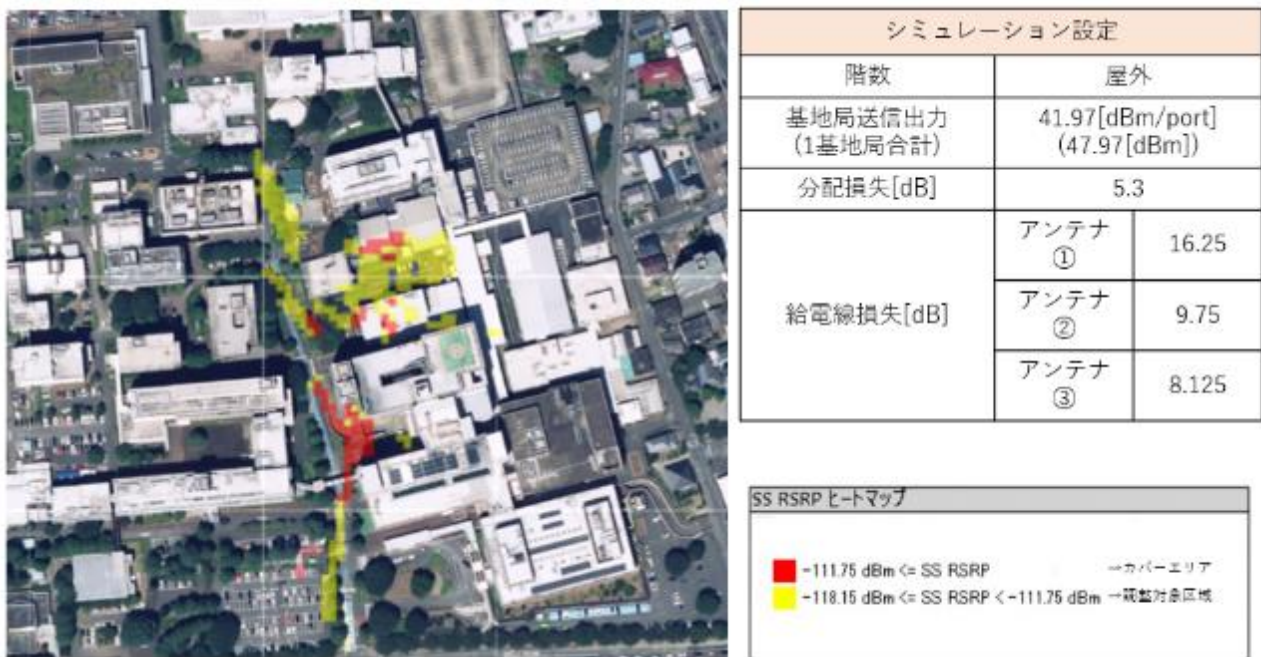 シミュレーション設定
階数
屋外
基地局送信出力
(1基地局合計)
41.97[dBm/port]
(47.97[dBm])
分配損失[dB]
5.3
給電線損失[dB]
アンテナ
①
16.25
アンテナ
②
9.75
アンテナ
③
8.125
SS RSRP ヒートマップ
-111.75 dBm <= SS RSRP →カバーエリア
-118.15 dBm <= SS RSRP < -111.75 dBm →調整対象区域